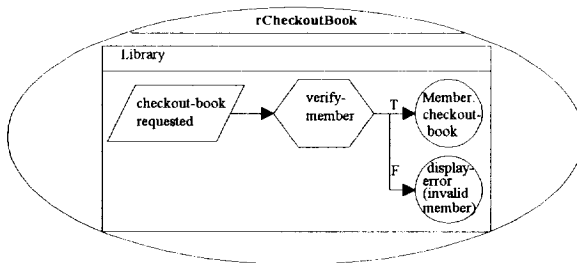 rCheckoutBook
Library
checkout-book
requested
verify-
member
T
Member.
checkout-
book
F
display-
error
(invalid
member)